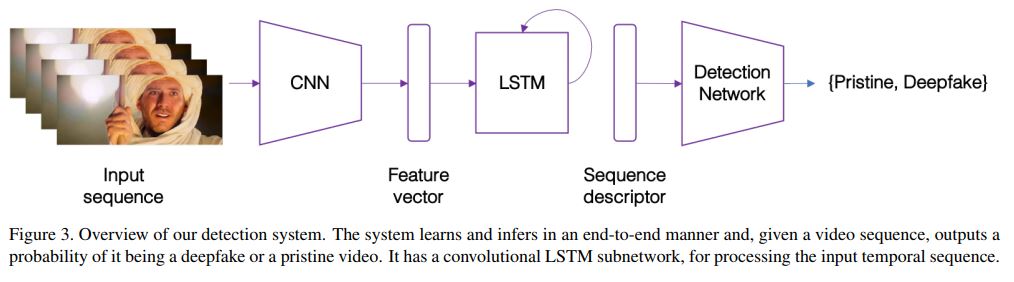 CNN
LSTM
Detection
Network
{Pristine, Deepfake}
Input
sequence
Feature
vector
Sequence
descriptor
Figure 3. Overview of our detection system. The system learns and infers in an end-to-end manner and, given a video sequence, outputs a
probability of it being a deepfake or a pristine video. It has a convolutional LSTM subnetwork, for processing the input temporal sequence.